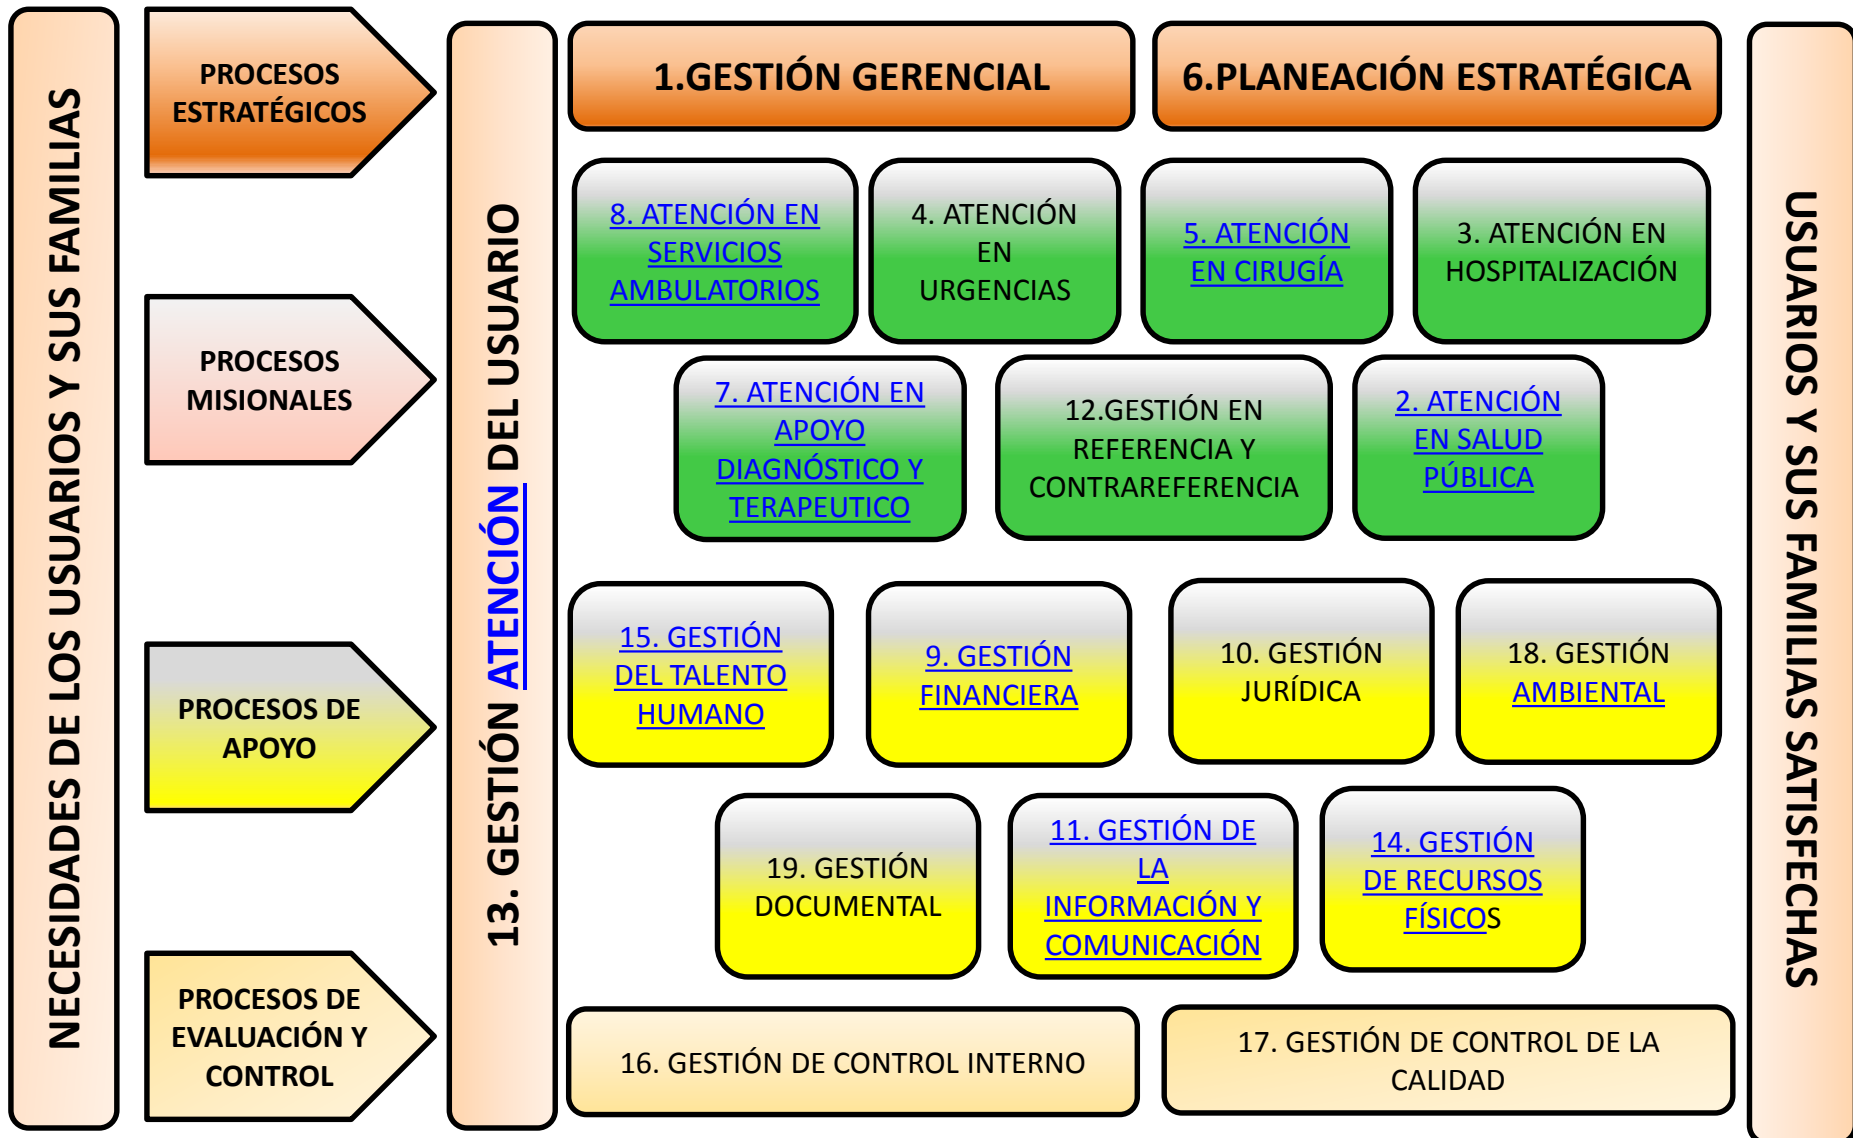 NECESIDADES DE LOS USUARIOS Y SUS FAMILIAS
PROCESOS
ESTRATÉGICOS
PROCESOS
MISIONALES
PROCESOS DE
APOYO
PROCESOS DE
EVALUACIÓN Y
CONTROL
13. GESTIÓN ATENCIÓN DEL USUARIO
1.GESTIÓN GERENCIAL
6.PLANEACIÓN ESTRATÉGICA
8. ATENCIÓN EN
SERVICIOS
AMBULATORIOS
4. ATENCIÓN
EN
URGENCIAS
5. ATENCIÓN
EN CIRUGÍA
3. ATENCIÓN EN
HOSPITALIZACIÓN
7. ATENCIÓN EN
APOYO
DIAGNÓSTICO Y
TERAPEUTICO
12.GESTIÓN EN
REFERENCIA Y
CONTRAREFERENCIA
2. ATENCIÓN
EN SALUD
PÚBLICA
15. GESTIÓN
DEL TALENTO
HUMANO
9. GESTIÓN
FINANCIERA
10. GESTIÓN
JURÍDICA
18. GESTIÓN
AMBIENTAL
19. GESTIÓN
DOCUMENTAL
11. GESTIÓN DE
LA
INFORMACIÓN Y
COMUNICACIÓN
14. GESTIÓN
DE RECURSOS
FÍSICOS
16. GESTIÓN DE CONTROL INTERNO
17. GESTIÓN DE CONTROL DE LA
CALIDAD
USUARIOS Y SUS FAMILIAS SATISFECHAS